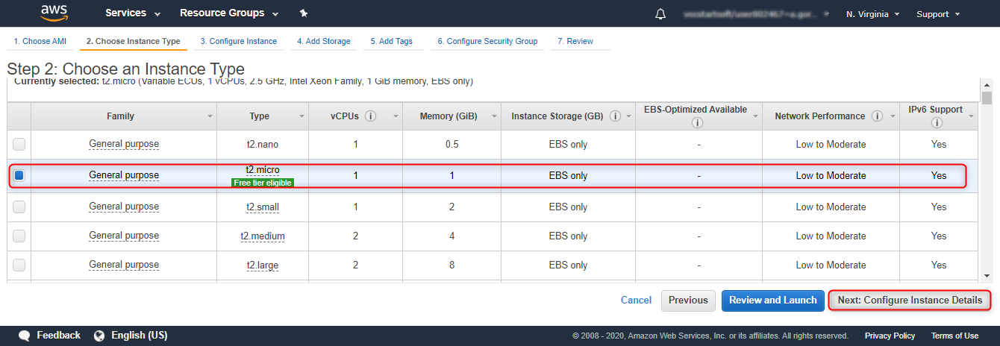 aws Services Resource Groups N. Virginia Support
1. Choose AMI 2. Choose Instance Type 3. Configure Instance 4. Add Storage 5. Add Tags 6. Configure Security Group 7. Review
Step 2: Choose an Instance Type
Currently selected: t2.micro (Variable ECUs, 1 vCPUs, 2.5 GHz, Intel Xeon Family, 1 GiB memory, EBS only)
Family Type vCPUs Memory (GiB) Instance Storage (GB) EBS-Optimized Available Network Performance IPv6 Support
General purpose t2.nano 1 0.5 EBS only - Low to Moderate Yes
General purpose t2.micro 1 1 EBS only - Low to Moderate Yes
Free tier eligible
General purpose t2.small 1 2 EBS only - Low to Moderate Yes
General purpose t2.medium 2 4 EBS only - Low to Moderate Yes
General purpose t2.large 2 8 EBS only - Low to Moderate Yes
Cancel Previous Review and Launch Next: Configure Instance Details
Feedback English (US) © 2008 - 2020, Amazon Web Services, Inc. or its affiliates. All rights reserved. Privacy Policy Terms of Use